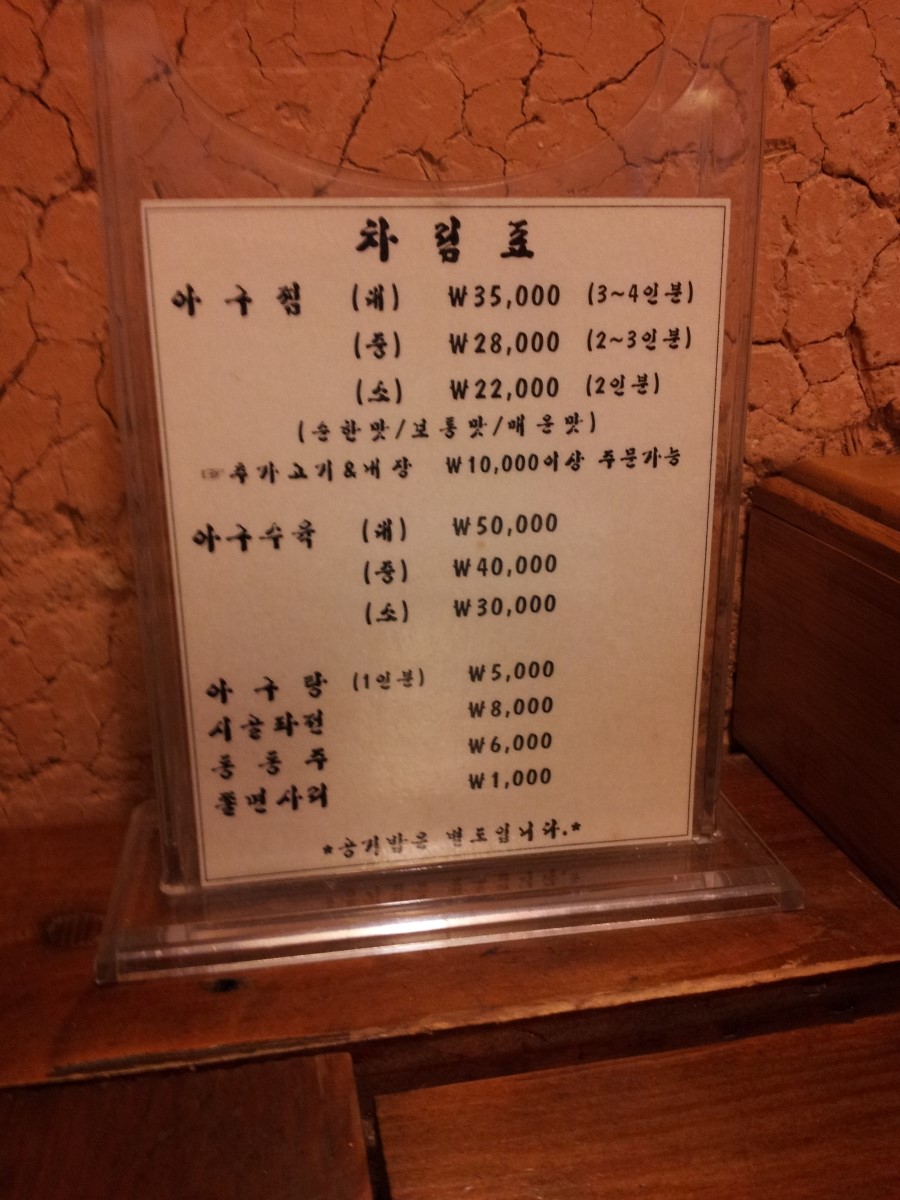 차림표
아구찜 (대) ₩35,000 (3~4인분)
(중) ₩28,000 (2~3인분)
(소) ₩22,000 (2인분)
(순한맛/보통맛/매운맛)
☞추가고기&내장 ₩10,000이상 주문가능
아구수육 (대) ₩50,000
(중) ₩40,000
(소) ₩30,000
아구탕 (1인분) ₩5,000
시골파전 ₩8,000
동동주 ₩6,000
쫄면사리 ₩1,000
*공기밥은 별도입니다.*